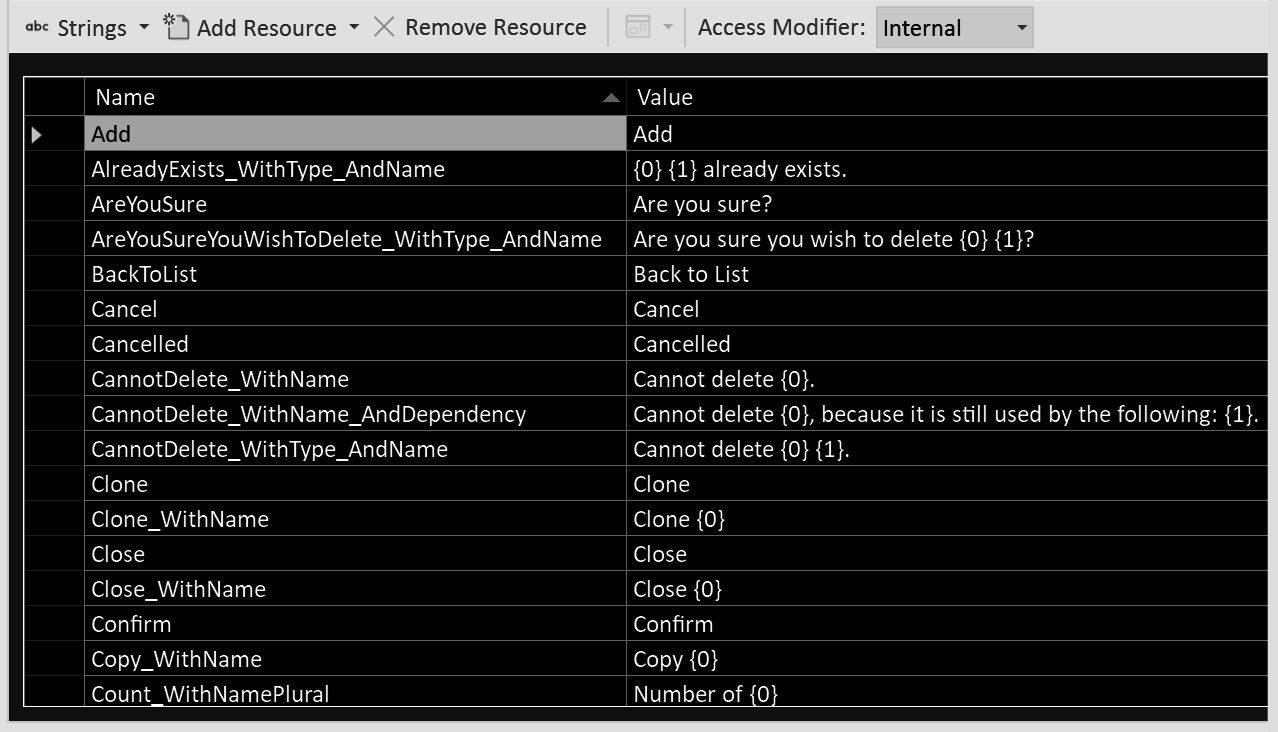 abc Strings Add Resource Remove Resource Access Modifier: Internal
Name Value
Add Add
AlreadyExists_WithType_AndName {0} {1} already exists.
AreYouSure Are you sure?
AreYouSureYouWishToDelete_WithType_AndName Are you sure you wish to delete {0} {1}?
BackToList Back to List
Cancel Cancel
Cancelled Cancelled
CannotDelete_WithName Cannot delete {0}.
CannotDelete_WithName_AndDependency Cannot delete {0}, because it is still used by the following: {1}.
CannotDelete_WithType_AndName Cannot delete {0} {1}.
Clone Clone
Clone_WithName Clone {0}
Close Close
Close_WithName Close {0}
Confirm Confirm
Copy_WithName Copy {0}
Count_WithNamePlural Number of {0}